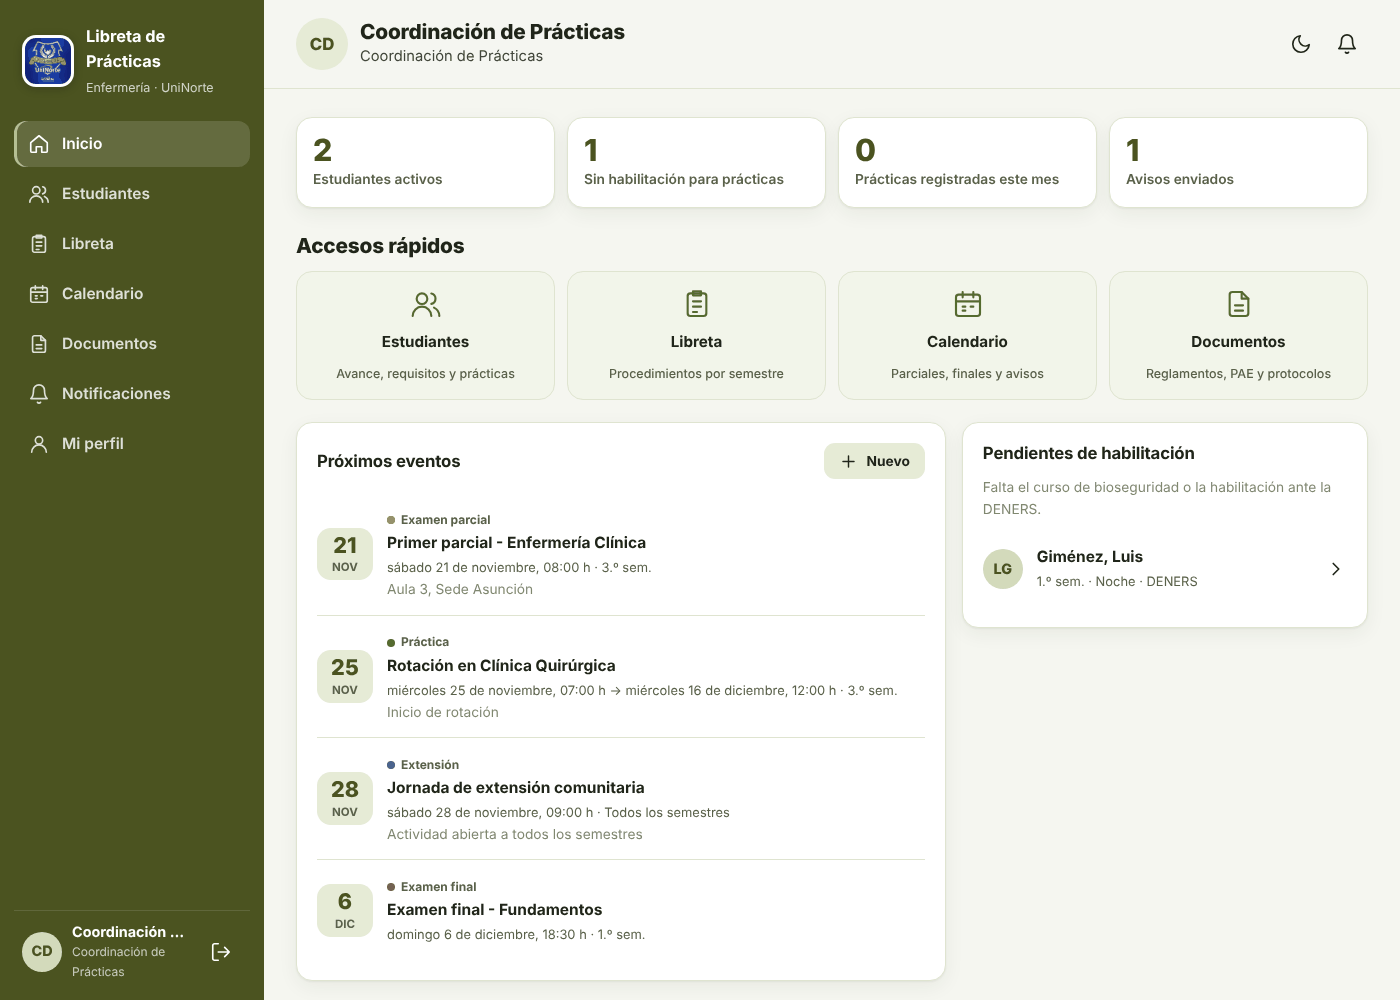 Libreta de
Prácticas
Enfermería · UniNorte
Inicio
Estudiantes
Libreta
Calendario
Documentos
Notificaciones
Mi perfil
CD
Coordinación ...
Coordinación de
Prácticas
CD
Coordinación de Prácticas
Coordinación de Prácticas
2
Estudiantes activos
1
Sin habilitación para prácticas
0
Prácticas registradas este mes
1
Avisos enviados
Accesos rápidos
Estudiantes
Avance, requisitos y prácticas
Libreta
Procedimientos por semestre
Calendario
Parciales, finales y avisos
Documentos
Reglamentos, PAE y protocolos
Próximos eventos
Nuevo
21
NOV
Examen parcial
Primer parcial - Enfermería Clínica
sábado 21 de noviembre, 08:00 h · 3.º sem.
Aula 3, Sede Asunción
25
NOV
Práctica
Rotación en Clínica Quirúrgica
miércoles 25 de noviembre, 07:00 h → miércoles 16 de diciembre, 12:00 h · 3.º sem.
Inicio de rotación
28
NOV
Extensión
Jornada de extensión comunitaria
sábado 28 de noviembre, 09:00 h · Todos los semestres
Actividad abierta a todos los semestres
6
DIC
Examen final
Examen final - Fundamentos
domingo 6 de diciembre, 18:30 h · 1.º sem.
Pendientes de habilitación
Falta el curso de bioseguridad o la habilitación ante la
DENERS.
LG
Giménez, Luis
1.º sem. · Noche · DENERS